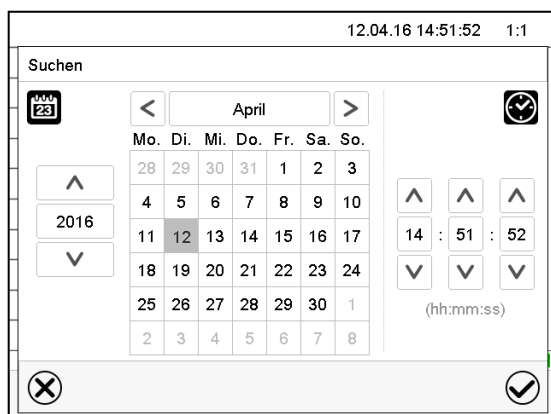 12.04.16 14:51:52 1:1
Suchen
23
< April >
Mo. Di. Mi. Do. Fr. Sa. So.
28 29 30 31 1 2 3
4 5 6 7 8 9 10
11 12 13 14 15 16 17
18 19 20 21 22 23 24
25 26 27 28 29 30 1
2 3 4 5 6 7 8
2016
14 : 51 : 52
(hh:mm:ss)